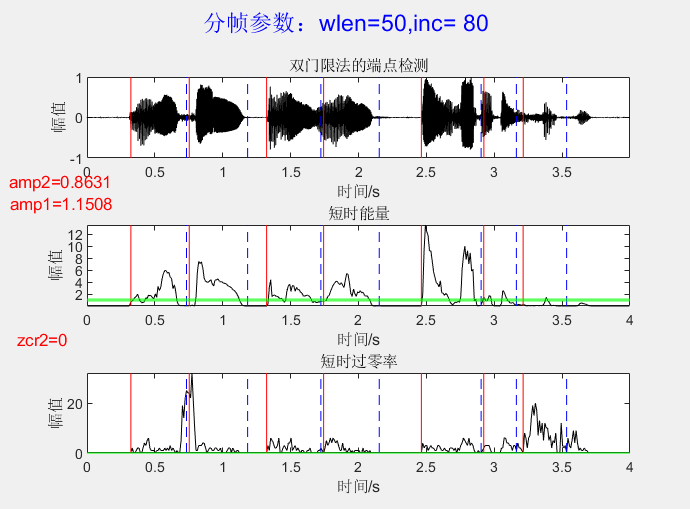 分帧参数：wlen=50,inc= 80
双门限法的端点检测
1
0
-1
幅值
0 0.5 1 1.5 2 2.5 3 3.5 4
时间/s
amp2=0.8631
amp1=1.1508
短时能量
12
10
8
6
4
2
幅值
0 0.5 1 1.5 2 2.5 3 3.5 4
时间/s
zcr2=0
短时过零率
20
0
幅值
0 0.5 1 1.5 2 2.5 3 3.5 4
时间/s